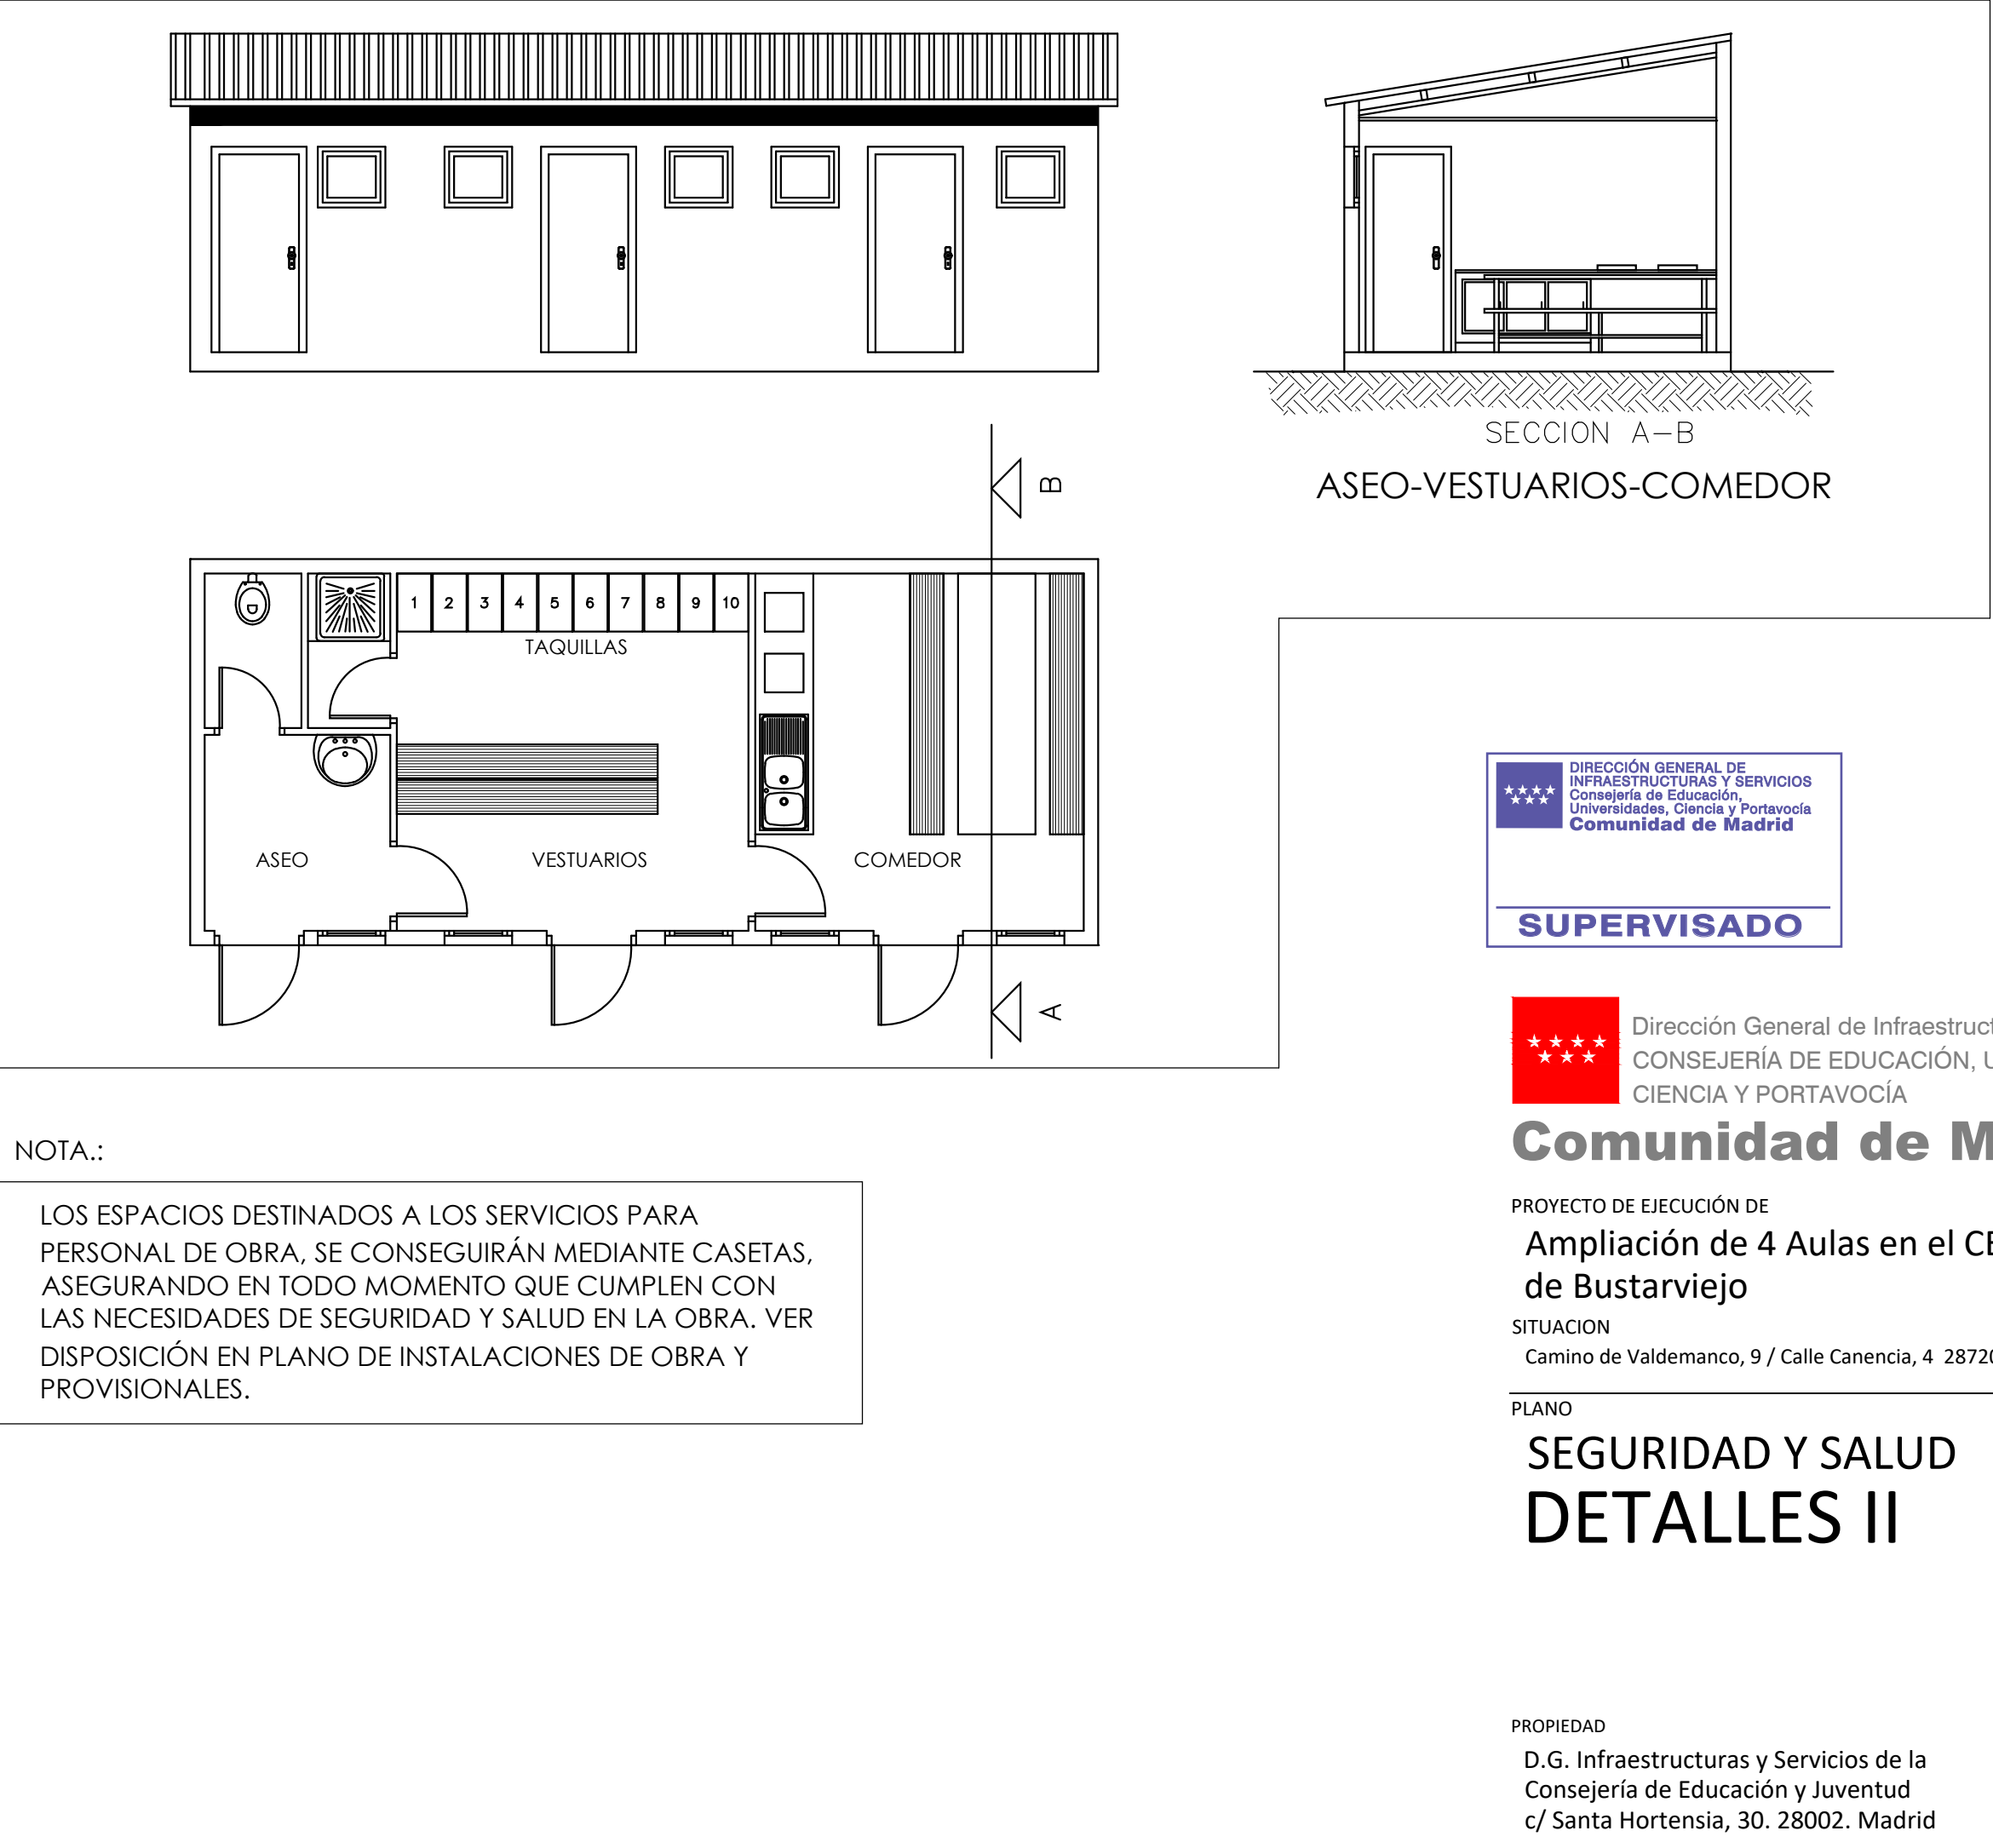 SECCION A-B
ASEO-VESTUARIOS-COMEDOR
B
1 2 3 4 5 6 7 8 9 10
TAQUILLAS
ASEO
VESTUARIOS
COMEDOR
A
DIRECCIÓN GENERAL DE
INFRAESTRUCTURAS Y SERVICIOS
Consejería de Educación,
Universidades, Ciencia y Portavocía
Comunidad de Madrid
SUPERVISADO
Dirección General de Infraestruct
CONSEJERÍA DE EDUCACIÓN, U
CIENCIA Y PORTAVOCÍA
Comunidad de M
NOTA.:
LOS ESPACIOS DESTINADOS A LOS SERVICIOS PARA
PERSONAL DE OBRA, SE CONSEGUIRÁN MEDIANTE CASETAS,
ASEGURANDO EN TODO MOMENTO QUE CUMPLEN CON
LAS NECESIDADES DE SEGURIDAD Y SALUD EN LA OBRA. VER
DISPOSICIÓN EN PLANO DE INSTALACIONES DE OBRA Y
PROVISIONALES.
PROYECTO DE EJECUCIÓN DE
Ampliación de 4 Aulas en el CE
de Bustarviejo
SITUACION
Camino de Valdemanco, 9 / Calle Canencia, 4 28720
PLANO
SEGURIDAD Y SALUD
DETALLES II
PROPIEDAD
D.G. Infraestructuras y Servicios de la
Consejería de Educación y Juventud
c/ Santa Hortensia, 30. 28002. Madrid